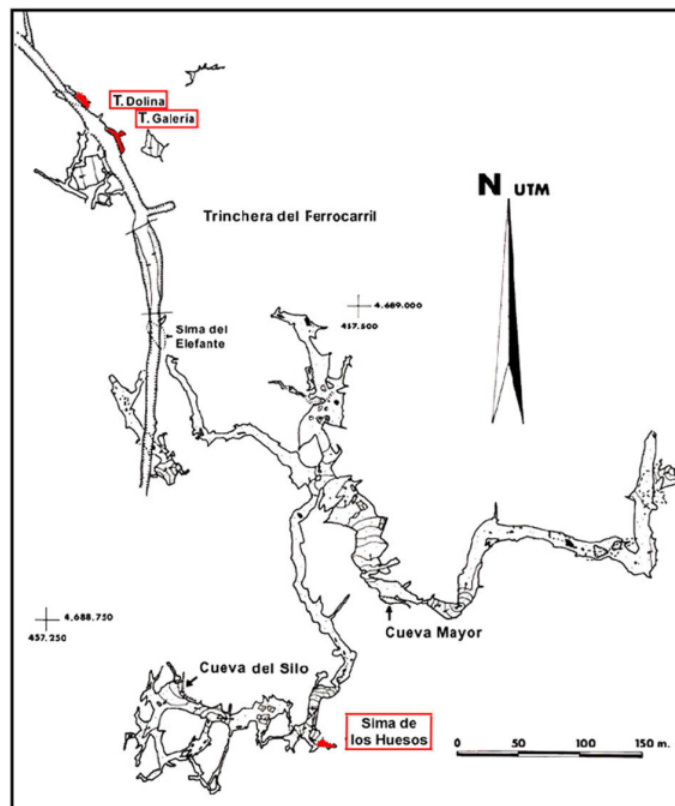 T. Dolina
T. Galería
N UTM
Trinchera del Ferrocarril
4.689.000
457.500
Sima del
Elefante
4.688.750
457.250
Cueva Mayor
Cueva del Silo
Sima de
los Huesos
0 50 100 150 m.